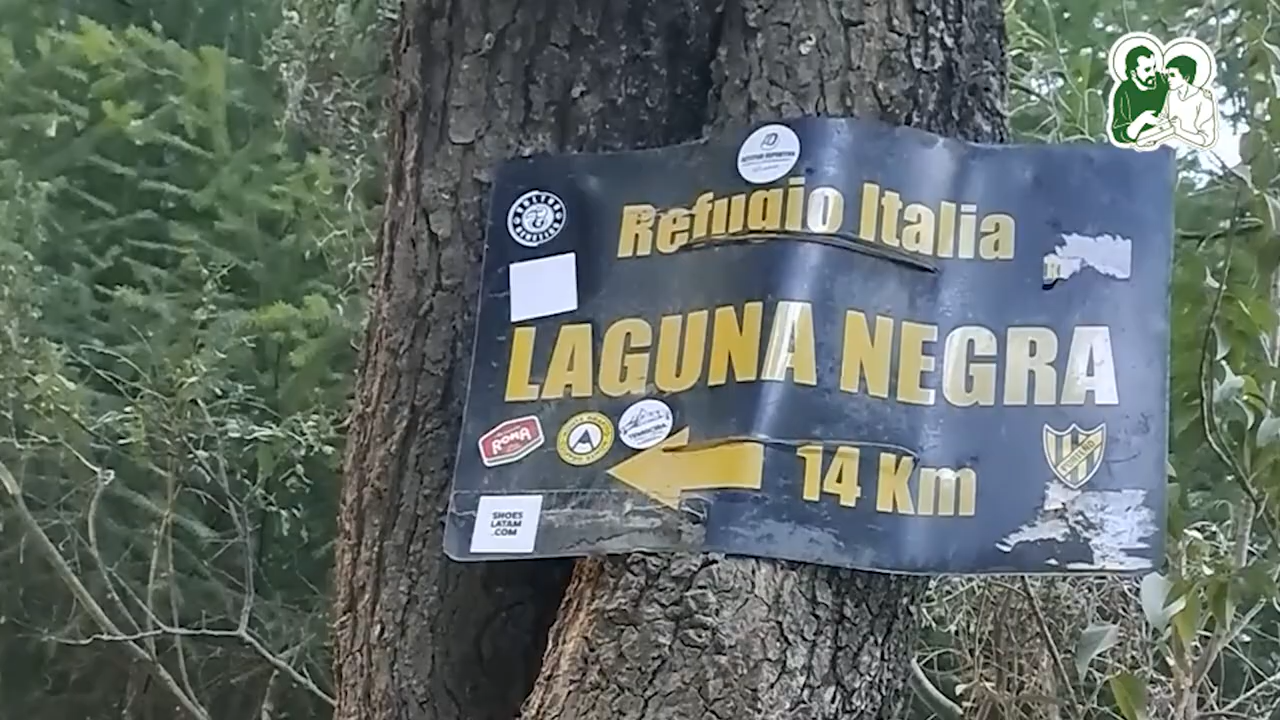 Refugio Italia
LAGUNA NEGRA
14 Km
ROMA
SHOES
LATAM
.COM